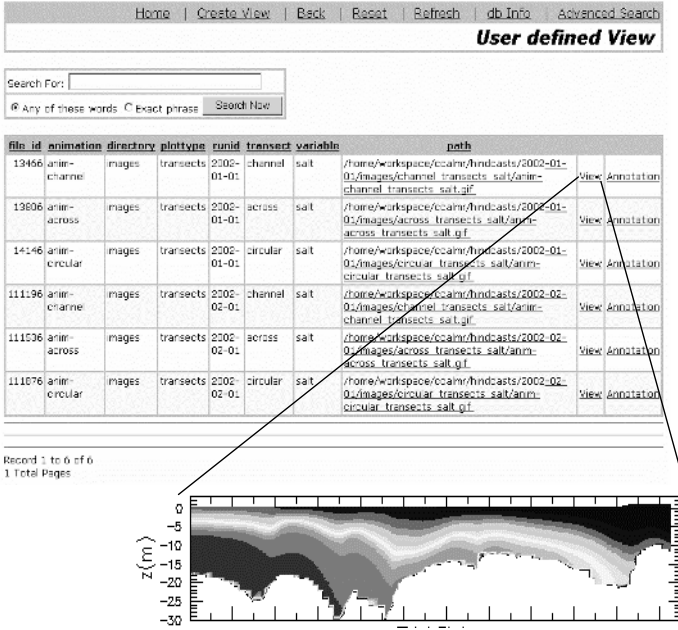 Home | Create View | Back | Reset | Refresh | db Info | Advanced Search
User defined View
Search For:
Any of these words Exact phrase Search Now
file id animation directory plottype runid transect variable path
13466 anim-channel images transects 2002-01-01 channel salt /home/workspace/ccalmr/hindcasts/2002-01-01/images/channel_transects_salt/anim-channel_transects_salt.gif View Annotation
13806 anim-across images transects 2002-01-01 across salt /home/workspace/ccalmr/hindcasts/2002-01-01/images/across_transects_salt/anim-across_transects_salt.gif View Annotation
14146 anim-circular images transects 2002-01-01 circular salt /home/workspace/ccalmr/hindcasts/2002-01-01/images/circular_transects_salt/anim-circular_transects_salt.gif View Annotation
111196 anim-channel images transects 2002-02-01 channel salt /home/workspace/ccalmr/hindcasts/2002-02-01/images/channel_transects_salt/anim-channel_transects_salt.gif View Annotation
111536 anim-across images transects 2002-02-01 across salt /home/workspace/ccalmr/hindcasts/2002-02-01/images/across_transects_salt/anim-across_transects_salt.gif View Annotation
111876 anim-circular images transects 2002-02-01 circular salt /home/workspace/ccalmr/hindcasts/2002-02-01/images/circular_transects_salt/anim-circular_transects_salt.gif View Annotation
Record 1 to 6 of 6
1 Total Pages
z(m)
0
-5
-10
-15
-20
-25
-30